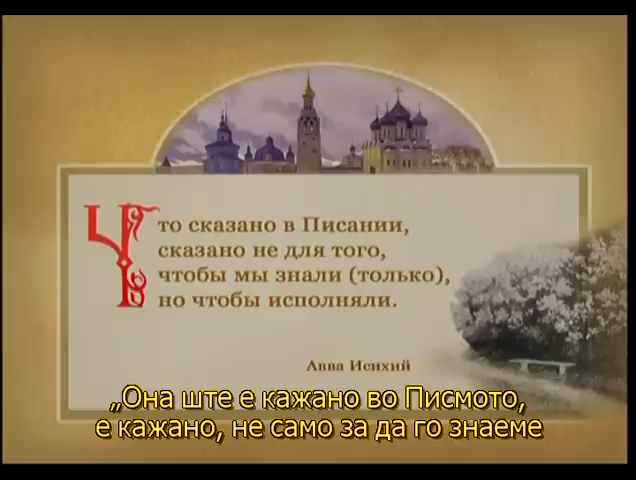 Что сказано в Писании,
сказано не для того,
чтобы мы знали (только),
но чтобы исполняли.
Авва Исихий
„Она ште е кажано во Писмото,
е кажано, не само за да го знаеме